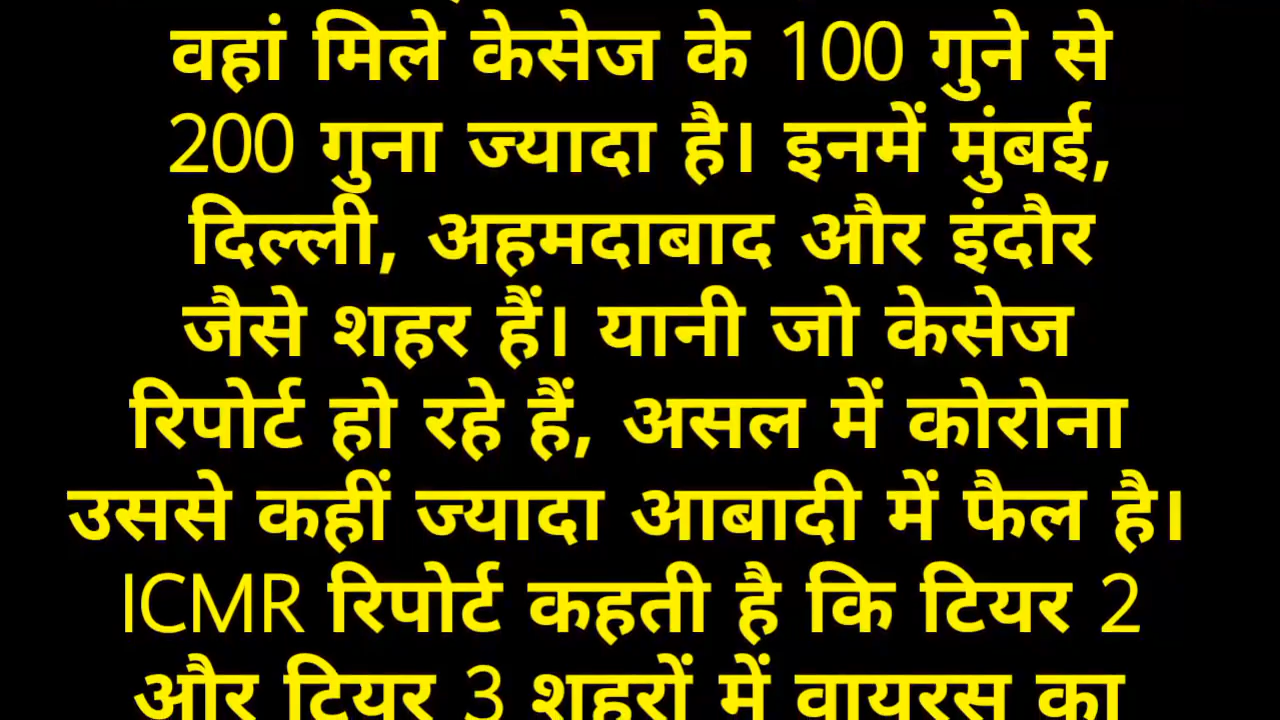 वहां मिले केसेज के 100 गुने से
200 गुना ज्यादा है। इनमें मुंबई,
दिल्ली, अहमदाबाद और इंदौर
जैसे शहर हैं। यानी जो केसेज
रिपोर्ट हो रहे हैं, असल में कोरोना
उससे कहीं ज्यादा आबादी में फैल है।
ICMR रिपोर्ट कहती है कि टियर 2
और टियर 3 शहरों में वायरस का